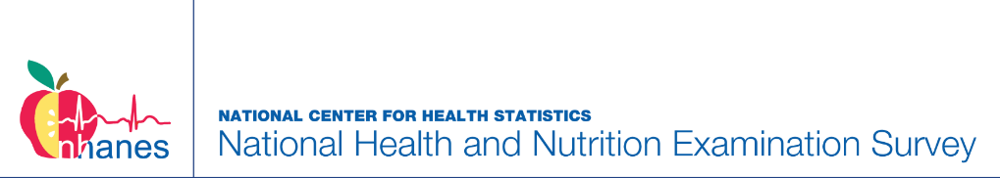 nhanes
NATIONAL CENTER FOR HEALTH STATISTICS
National Health and Nutrition Examination Survey